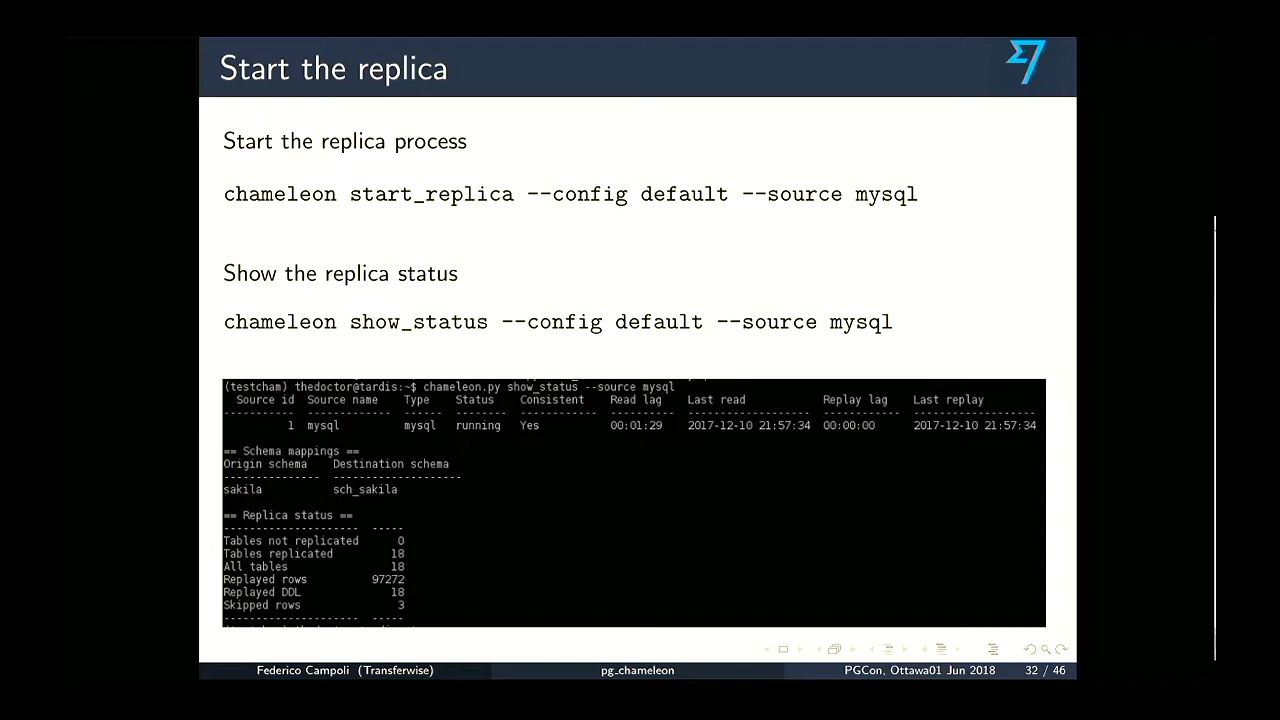 Start the replica
Start the replica process
chameleon start_replica --config default --source mysql
Show the replica status
chameleon show_status --config default --source mysql
(testcham) thedoctor@tardis:~$ chameleon.py show_status --source mysql
Source id Source name Type Status Consistent Read lag Last read Replay lag Last replay
----------- ------------- ------ -------- ------------ ---------- ------------------- ------------ -------------------
1 mysql mysql running Yes 00:01:29 2017-12-10 21:57:34 00:00:00 2017-12-10 21:57:34
== Schema mappings ==
Origin schema Destination schema
--------------- --------------------
sakila sch_sakila
== Replica status ==
--------------------- -----
Tables not replicated 0
Tables replicated 18
All tables 18
Replayed rows 97272
Replayed DDL 18
Skipped rows 3
--------------------- -----
Federico Campoli (Transferwise) pg_chameleon PGCon, Ottawa01 Jun 2018 32 / 46